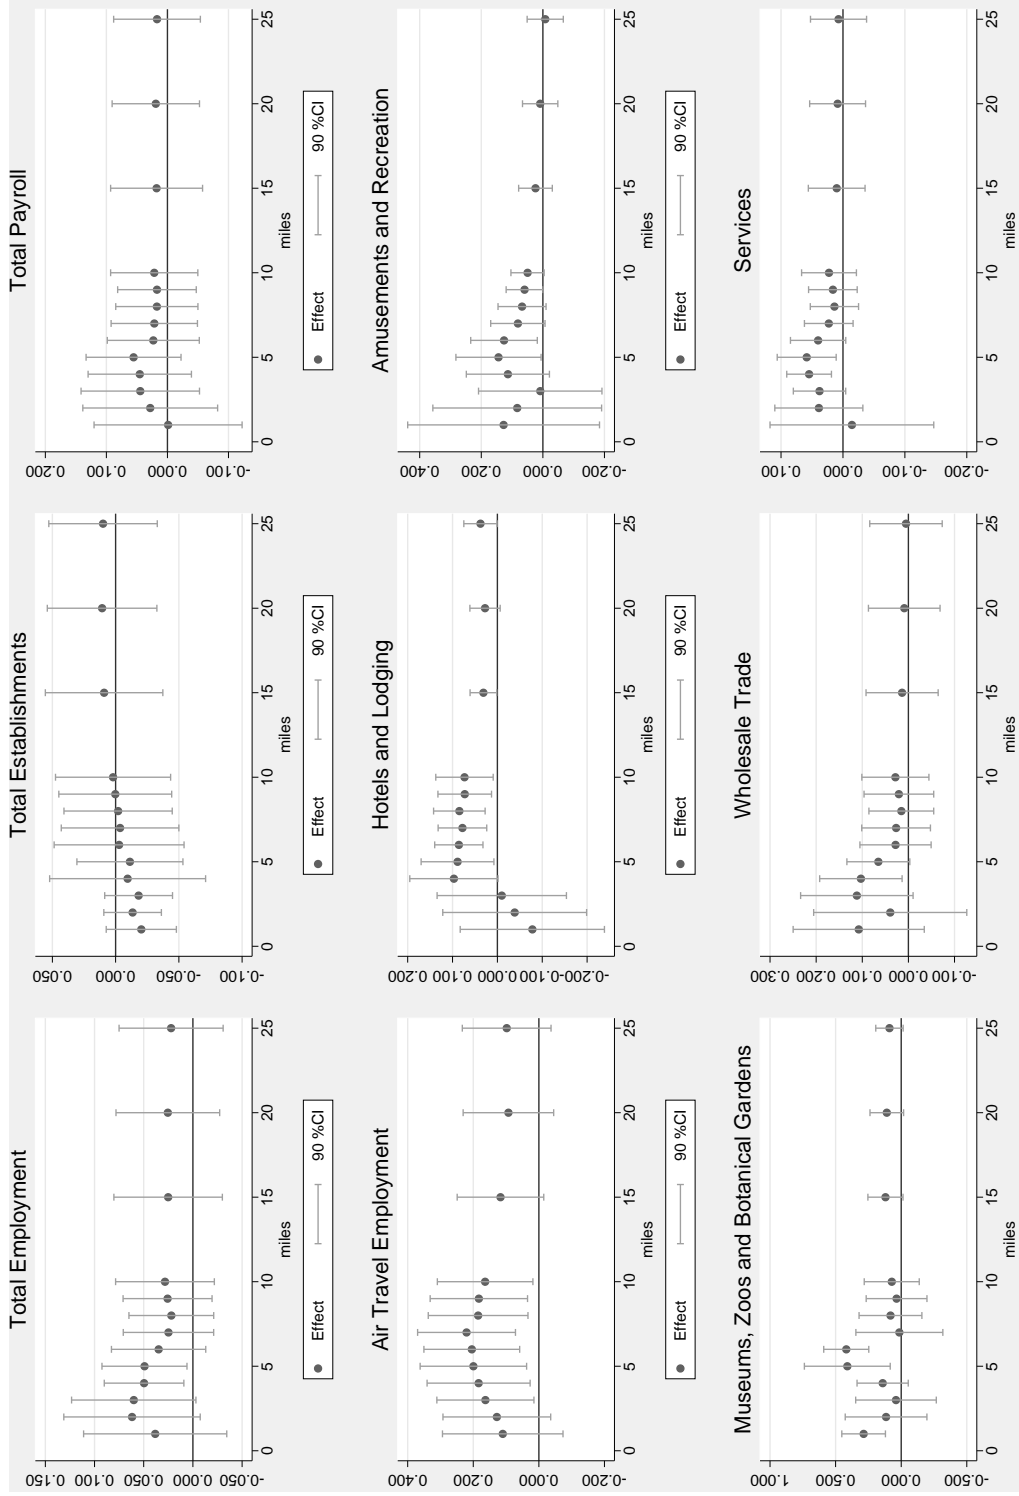 Total Employment
-0.050 0.000 0.050 0.100 0.150
0 5 10 15 20 25
miles
Effect 90 %CI
Total Establishments
-0.100 -0.050 0.000 0.050
0 5 10 15 20 25
miles
Effect 90 %CI
Total Payroll
-0.100 0.000 0.100 0.200
0 5 10 15 20 25
miles
Effect 90 %CI
Air Travel Employment
-0.200 0.000 0.200 0.400
0 5 10 15 20 25
miles
Effect 90 %CI
Hotels and Lodging
-0.200 -0.100 0.000 0.100 0.200
0 5 10 15 20 25
miles
Effect 90 %CI
Amusements and Recreation
-0.200 0.000 0.200 0.400
0 5 10 15 20 25
miles
Effect 90 %CI
Museums, Zoos and Botanical Gardens
-0.500 0.000 0.500 1.000
0 5 10 15 20 25
miles
Wholesale Trade
-0.100 0.000 0.100 0.200 0.300
0 5 10 15 20 25
miles
Services
-0.200 -0.100 0.000 0.100
0 5 10 15 20 25
miles